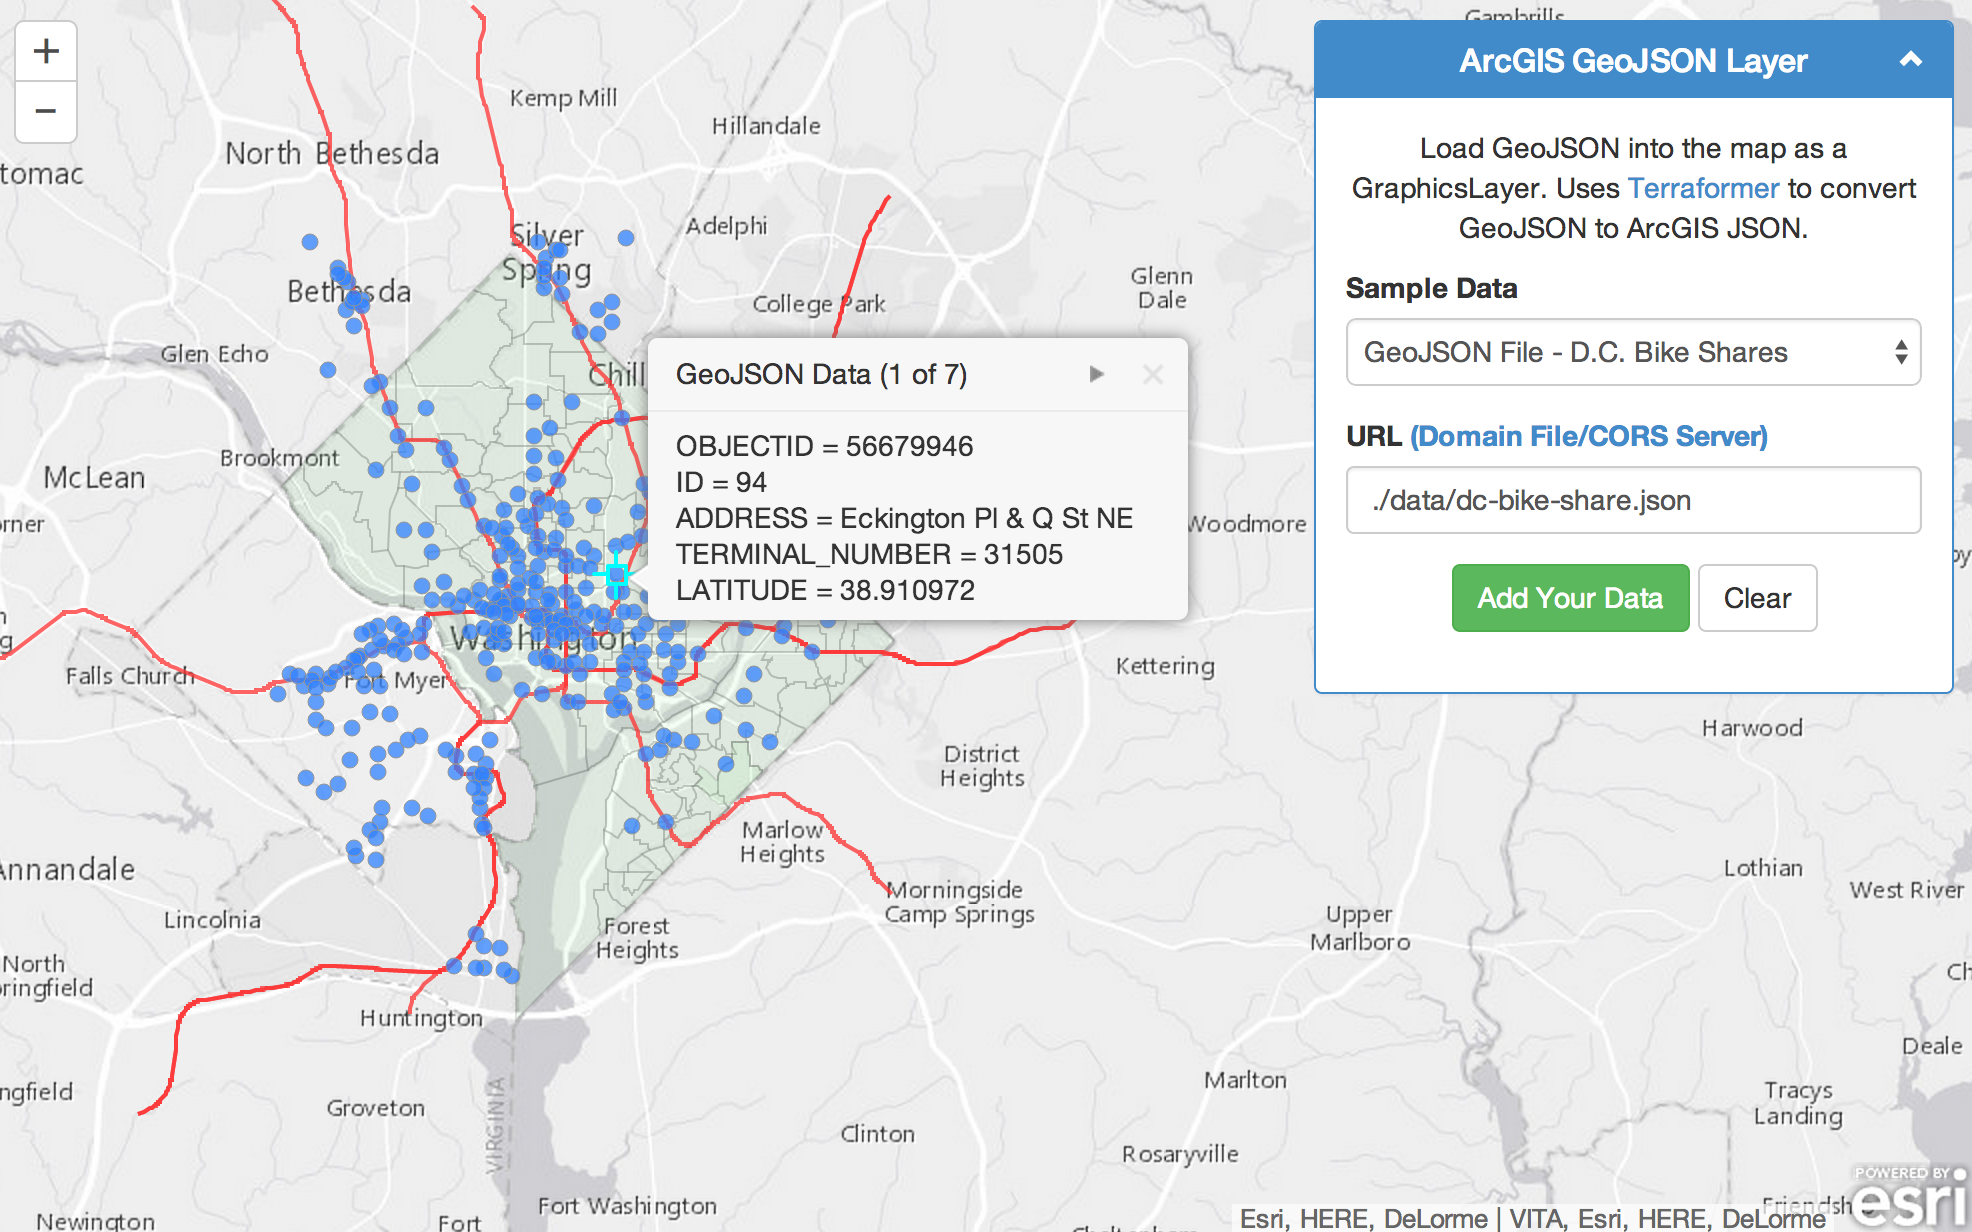 +
−
Gambrills
Kemp Mill
Hillandale
North Bethesda
tomac
Silver
Spring
Adelphi
Glenn
Dale
Bethesda
College Park
Glen Echo
Chill
Brookmont
McLean
orner
Woodmore
Washington
Falls Church
Fort Myer
Kettering
District
Heights
Harwood
Marlow
Heights
Annandale
Lothian
Morningside
Camp Springs
West River
Lincolnia
Forest
Heights
Upper
Marlboro
North
pringfield
Ch
Huntington
Deale
ngfield
Groveton
Marlton
Tracys
Landing
VIRGINIA
Clinton
Rosaryville
Fort Washington
Newington
Fort
Friendsh
GeoJSON Data (1 of 7)
OBJECTID = 56679946
ID = 94
ADDRESS = Eckington Pl & Q St NE
TERMINAL_NUMBER = 31505
LATITUDE = 38.910972
ArcGIS GeoJSON Layer
Load GeoJSON into the map as a
GraphicsLayer. Uses Terraformer to convert
GeoJSON to ArcGIS JSON.
Sample Data
GeoJSON File - D.C. Bike Shares
URL (Domain File/CORS Server)
./data/dc-bike-share.json
Add Your Data Clear
POWERED BY
esri
Esri, HERE, DeLorme | VITA, Esri, HERE, DeLorme